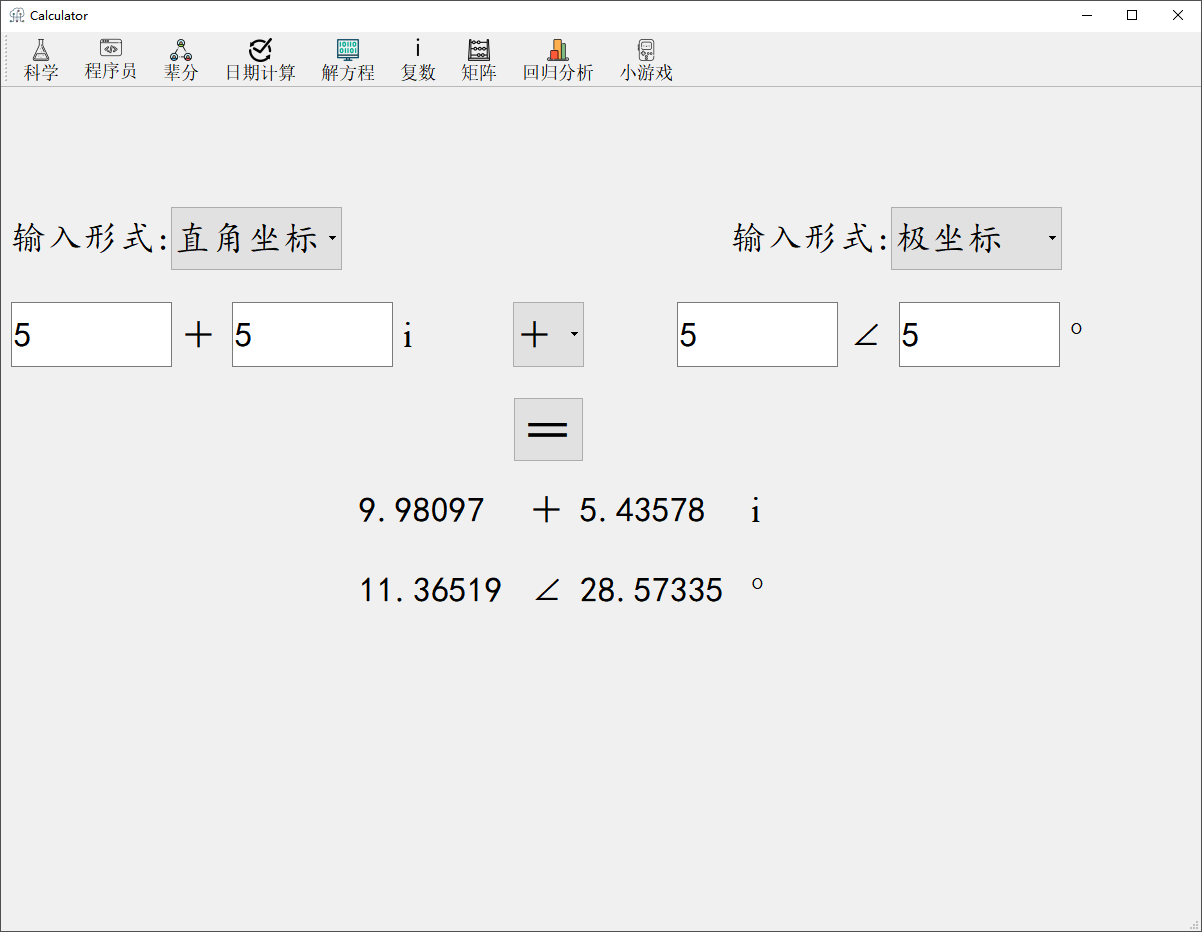 Calculator
科学 程序员 辈分 日期计算 解方程 i 复数 矩阵 回归分析 小游戏
输入形式: 直角坐标 输入形式: 极坐标
5 + 5 i + 5 ∠ 5 °
=
9.98097 + 5.43578 i
11.36519 ∠ 28.57335 °